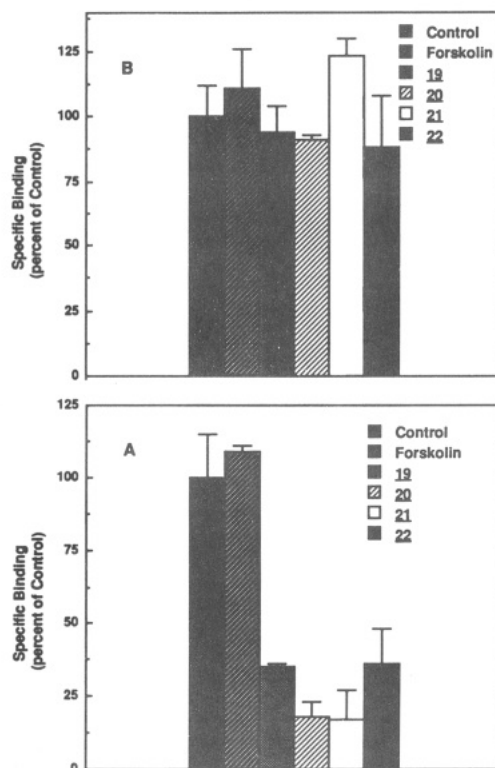 B
Control
Forskolin
19
20
21
22
125
100
75
50
25
0
Specific Binding
(percent of Control)
A
Control
Forskolin
19
20
21
22
125
100
75
50
25
Specific Binding
(percent of Control)